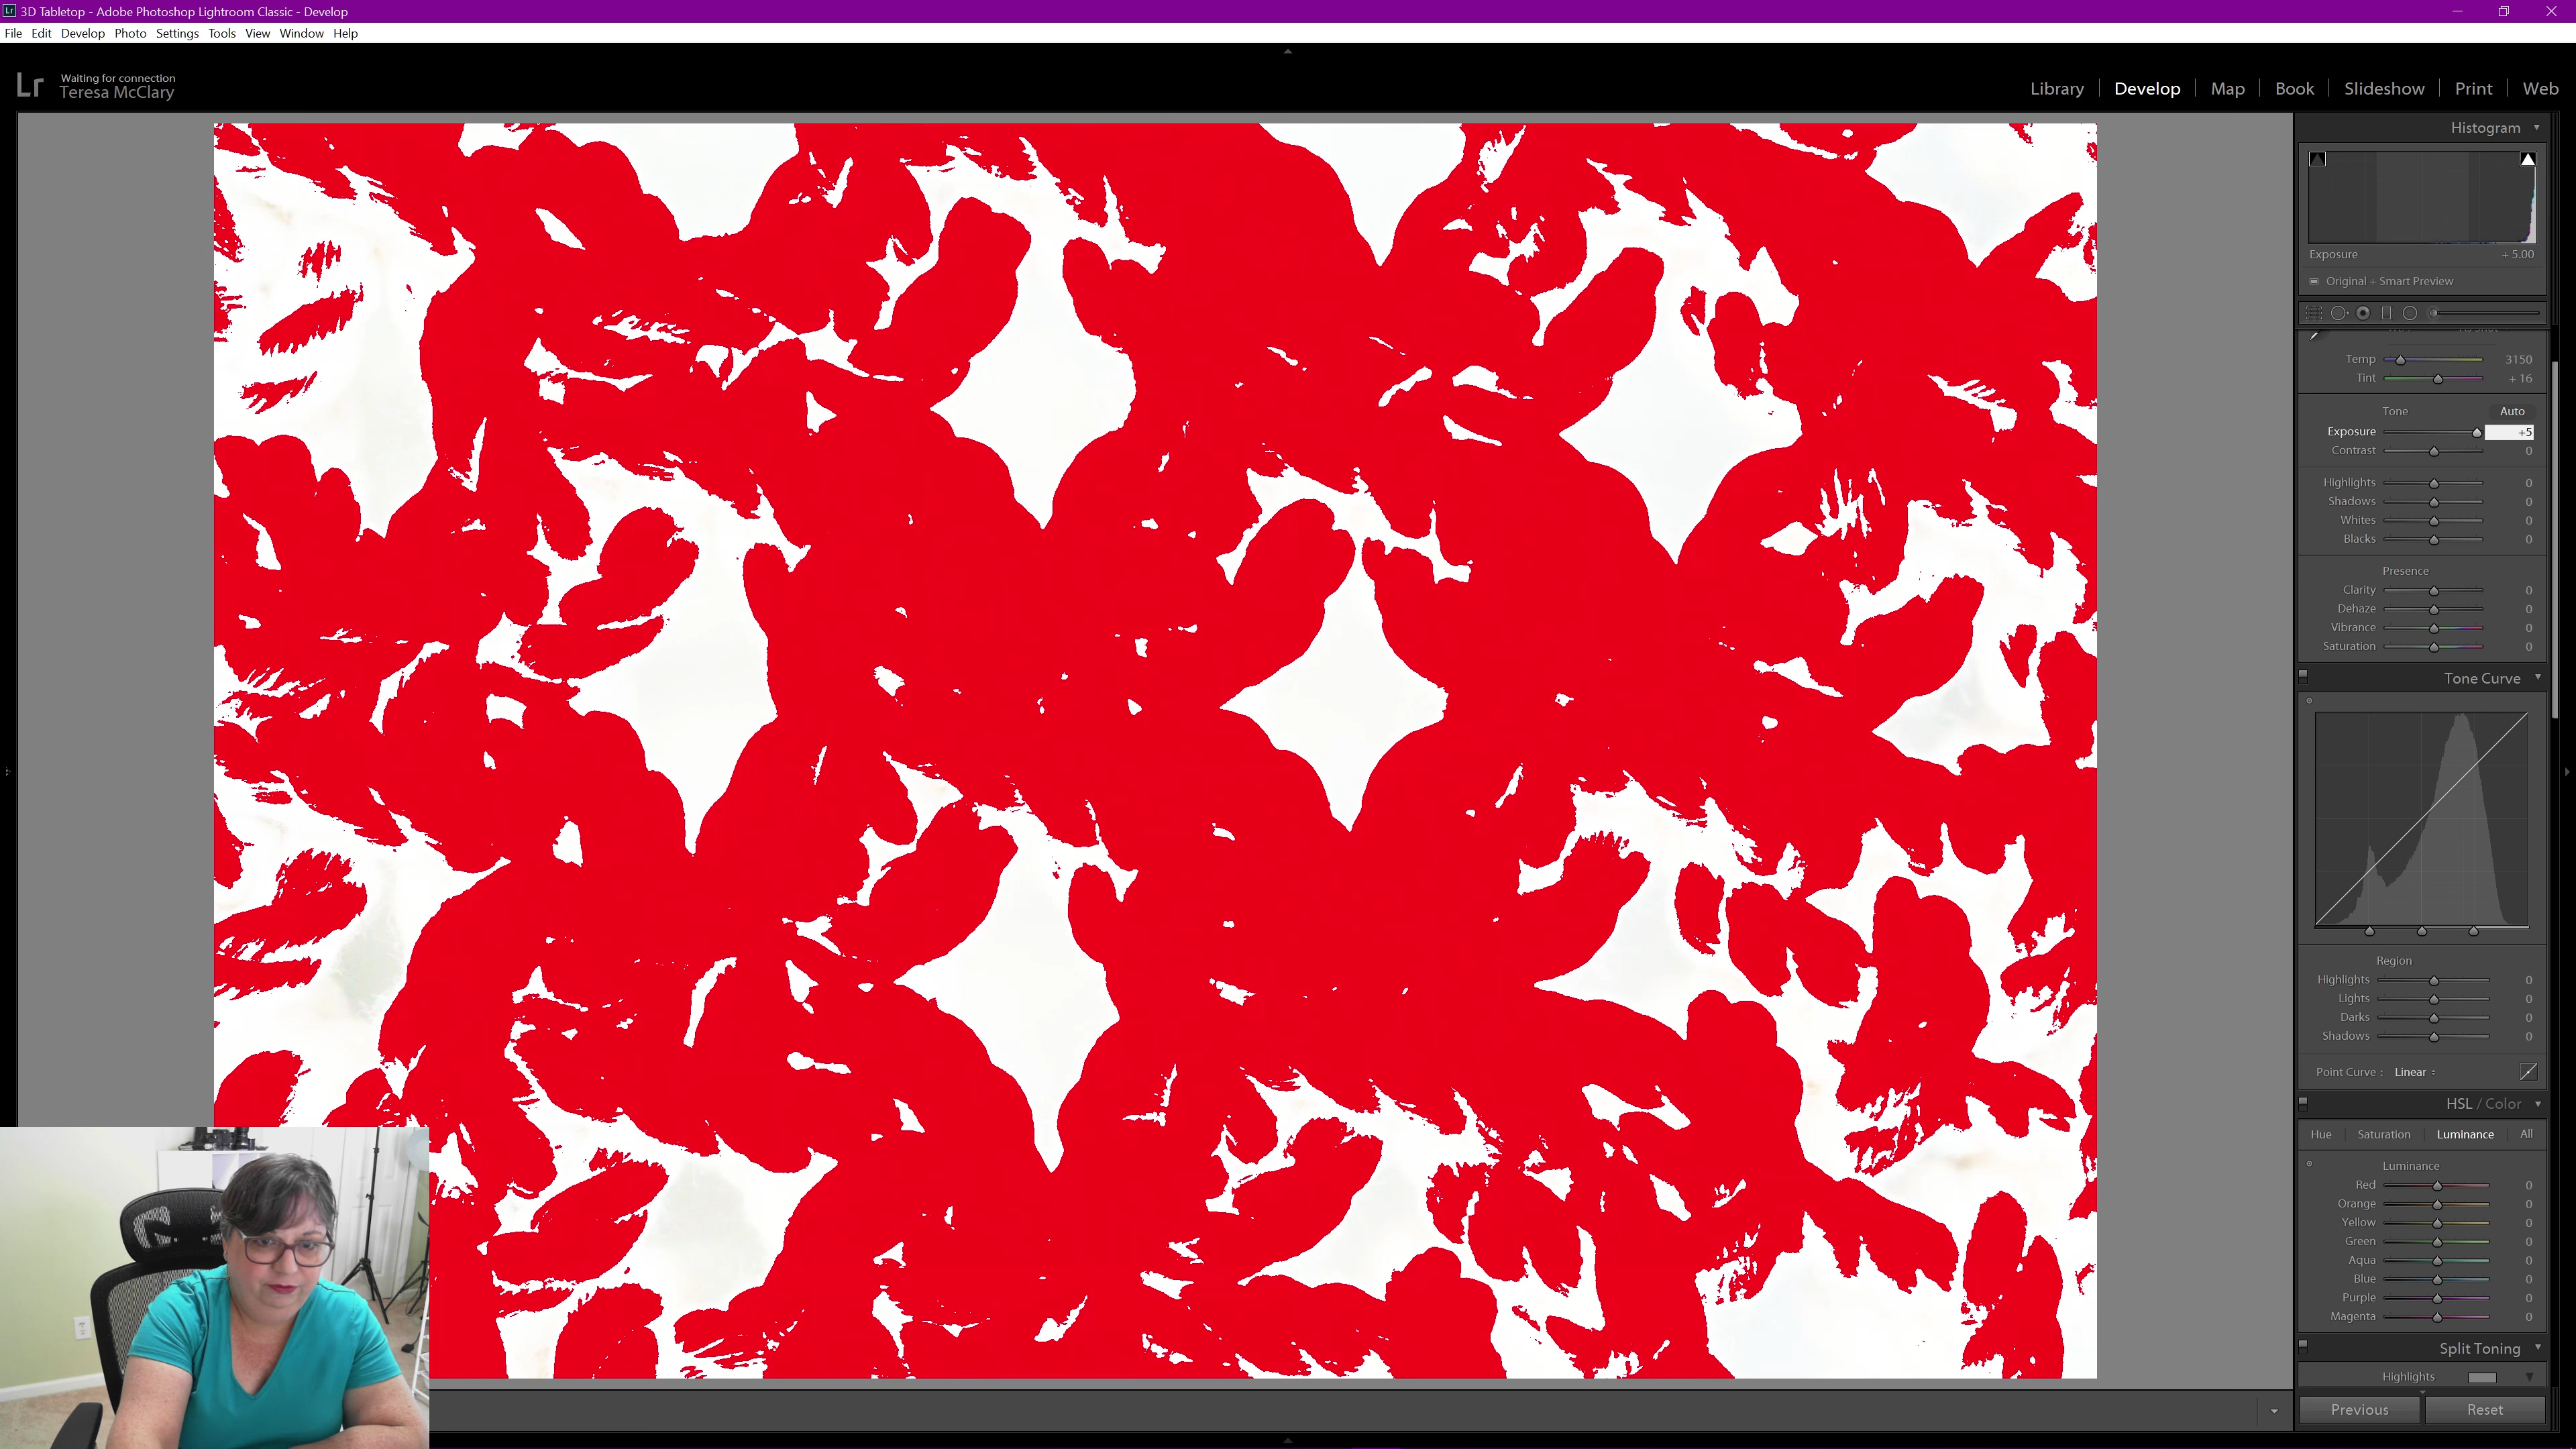 Lr 3D Tabletop - Adobe Photoshop Lightroom Classic - Develop
File Edit Develop Photo Settings Tools View Window Help
Lr Waiting for connection
Teresa McClary
Library Develop Map Book Slideshow Print Web
Histogram
Exposure + 5.00
Original + Smart Preview
Temp 3150
Tint + 16
Tone Auto
Exposure +5
Contrast 0
Highlights 0
Shadows 0
Whites 0
Blacks 0
Presence
Clarity 0
Dehaze 0
Vibrance 0
Saturation 0
Tone Curve
Region
Highlights 0
Lights 0
Darks 0
Shadows 0
Point Curve : Linear
HSL / Color
Hue Saturation Luminance All
Luminance
Red 0
Orange 0
Yellow 0
Green 0
Aqua 0
Blue 0
Purple 0
Magenta 0
Split Toning
Highlights
Previous Reset